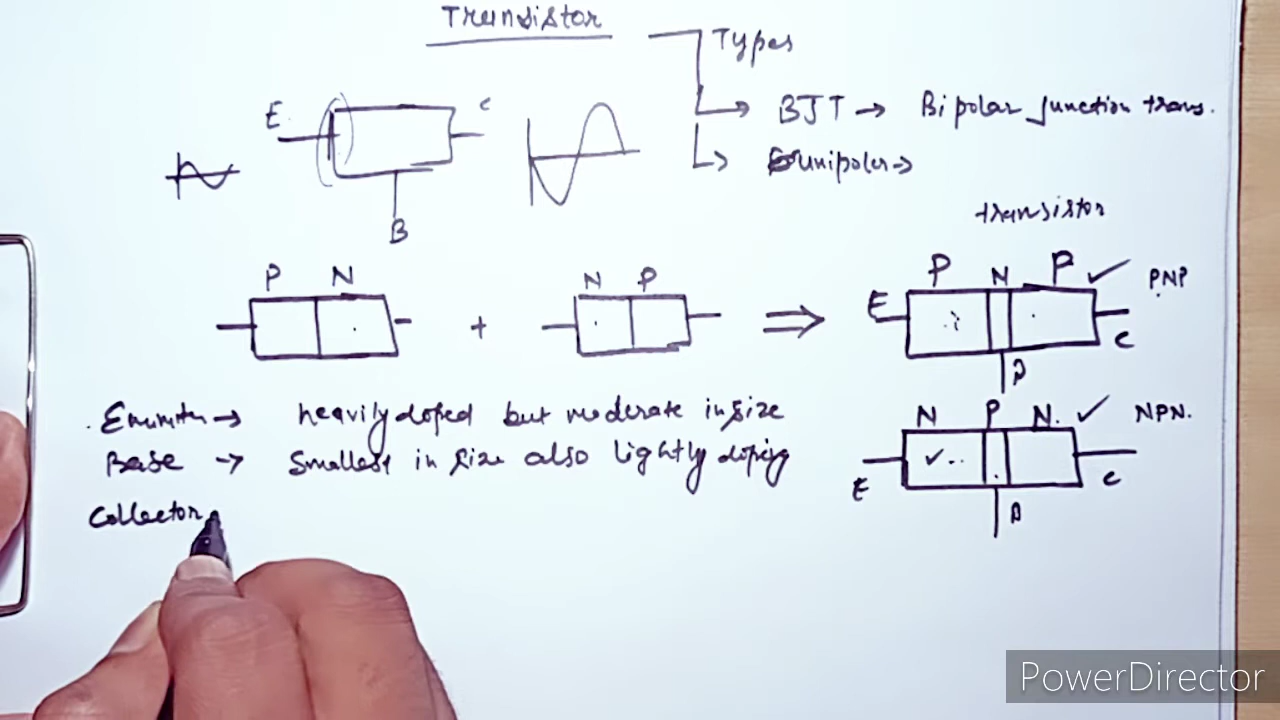 Transistor
Types
BJT → Bipolar Junction trans.
unipolar →
E
C
B
transistor
P N
+
N P
⇒
P N P ✓ PNP
E
C
B
Emmiter → heavily doped but moderate in size
Base → Smallest in size also lightly doping
Collector
N P N. ✓ NPN.
E
C
B
PowerDirector